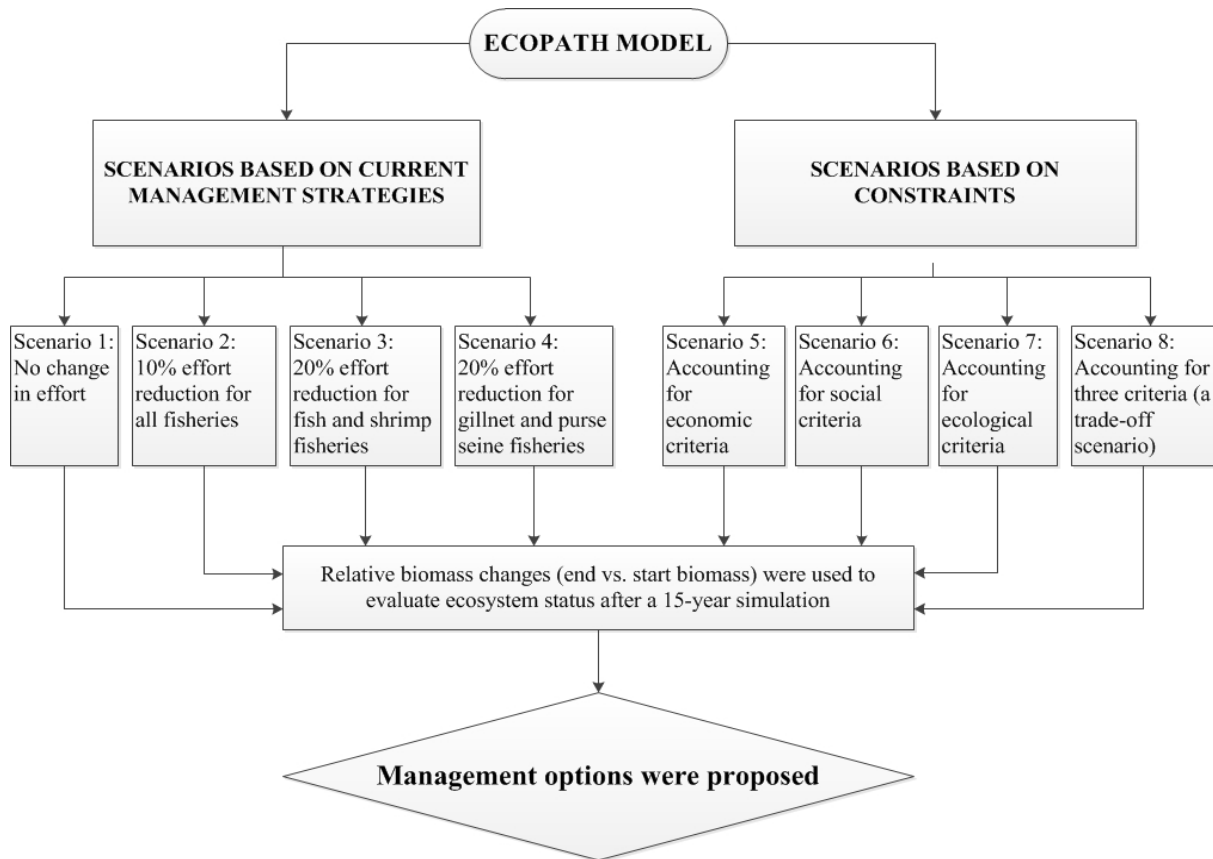 ECOPATH MODEL
SCENARIOS BASED ON CURRENT
MANAGEMENT STRATEGIES
SCENARIOS BASED ON
CONSTRAINTS
Scenario 1:
No change
in effort
Scenario 2:
10% effort
reduction for
all fisheries
Scenario 3:
20% effort
reduction for
fish and shrimp
fisheries
Scenario 4:
20% effort
reduction for
gillnet and purse
seine fisheries
Scenario 5:
Accounting
for
economic
criteria
Scenario 6:
Accounting
for social
criteria
Scenario 7:
Accounting
for
ecological
criteria
Scenario 8:
Accounting for
three criteria (a
trade-off
scenario)
Relative biomass changes (end vs. start biomass) were used to
evaluate ecosystem status after a 15-year simulation
Management options were proposed